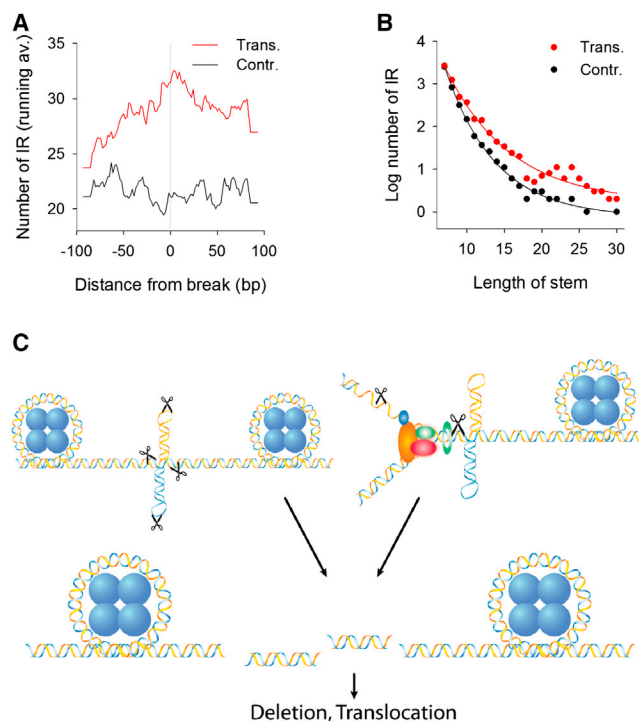 A
Number of IR (running av.)
35
30
25
20
-100
-50
0
50
100
Distance from break (bp)
Trans.
Contr.
B
Log number of IR
4
3
2
1
0
10
15
20
25
30
Length of stem
Trans.
Contr.
C
Deletion, Translocation